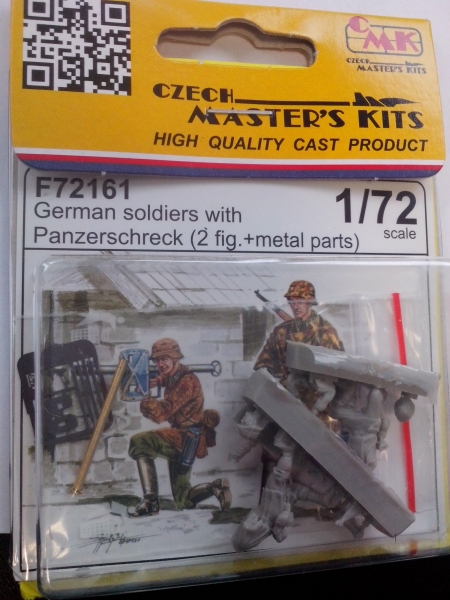 CMK
CZECH
MASTER'S KITS
CZECH
MASTER'S KITS
HIGH QUALITY CAST PRODUCT
F72161
German soldiers with
Panzerschreck (2 fig.+metal parts)
1/72
scale